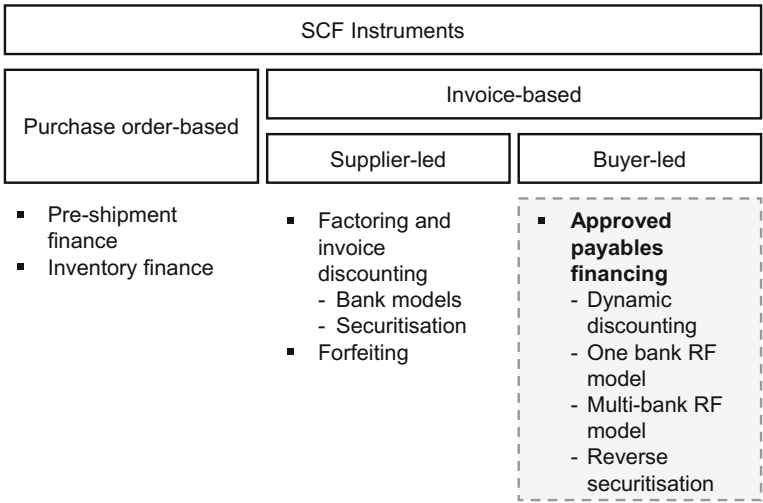 SCF Instruments
Purchase order-based
Invoice-based
Supplier-led
Buyer-led
▪ Pre-shipment
finance
▪ Inventory finance
▪ Factoring and
invoice
discounting
- Bank models
- Securitisation
▪ Forfeiting
▪ Approved
payables
financing
- Dynamic
discounting
- One bank RF
model
- Multi-bank RF
model
- Reverse
securitisation